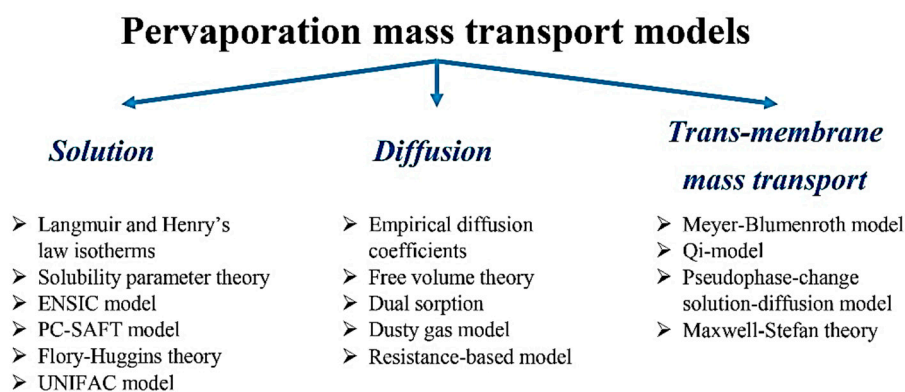 Pervaporation mass transport models
Solution
➤ Langmuir and Henry's
law isotherms
➤ Solubility parameter theory
➤ ENSIC model
➤ PC-SAFT model
➤ Flory-Huggins theory
➤ UNIFAC model
Diffusion
➤ Empirical diffusion
coefficients
➤ Free volume theory
➤ Dual sorption
➤ Dusty gas model
➤ Resistance-based model
Trans-membrane
mass transport
➤ Meyer-Blumenroth model
➤ Qi-model
➤ Pseudophase-change
solution-diffusion model
➤ Maxwell-Stefan theory